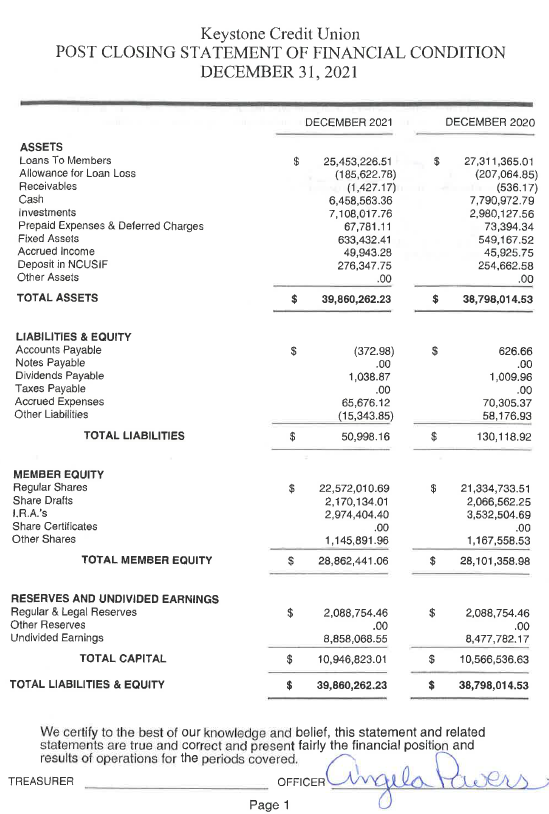 Keystone Credit Union
POST CLOSING STATEMENT OF FINANCIAL CONDITION
DECEMBER 31, 2021
DECEMBER 2021 DECEMBER 2020
ASSETS
Loans To Members $ 25,453,226.51 $ 27,311,365.01
Allowance for Loan Loss (185,622.78) (207,064.85)
Receivables (1,427.17) (536.17)
Cash 6,458,563.36 7,790,972.79
Investments 7,108,017.76 2,980,127.56
Prepaid Expenses & Deferred Charges 67,781.11 73,394.34
Fixed Assets 633,432.41 549,167.52
Accrued Income 49,943.28 45,925.75
Deposit in NCUSIF 276,347.75 254,662.58
Other Assets .00 .00
TOTAL ASSETS $ 39,860,262.23 $ 38,798,014.53
LIABILITIES & EQUITY
Accounts Payable $ (372.98) $ 626.66
Notes Payable .00 .00
Dividends Payable 1,038.87 1,009.96
Taxes Payable .00 .00
Accrued Expenses 65,676.12 70,305.37
Other Liabilities (15,343.85) 58,176.93
TOTAL LIABILITIES $ 50,998.16 $ 130,118.92
MEMBER EQUITY
Regular Shares $ 22,572,010.69 $ 21,334,733.51
Share Drafts 2,170,134.01 2,066,562.25
I.R.A.'s 2,974,404.40 3,532,504.69
Share Certificates .00 .00
Other Shares 1,145,891.96 1,167,558.53
TOTAL MEMBER EQUITY $ 28,862,441.06 $ 28,101,358.98
RESERVES AND UNDIVIDED EARNINGS
Regular & Legal Reserves $ 2,088,754.46 $ 2,088,754.46
Other Reserves .00 .00
Undivided Earnings 8,858,068.55 8,477,782.17
TOTAL CAPITAL $ 10,946,823.01 $ 10,566,536.63
TOTAL LIABILITIES & EQUITY $ 39,860,262.23 $ 38,798,014.53
We certify to the best of our knowledge and belief, this statement and related
statements are true and correct and present fairly the financial position and
results of operations for the periods covered.
TREASURER OFFICER Angela Powers
Page 1